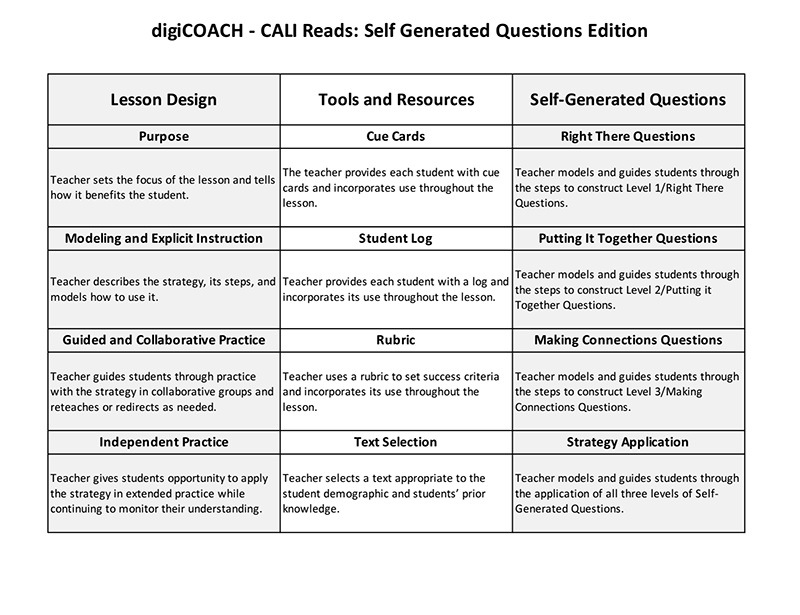 digiCOACH - CALI Reads: Self Generated Questions Edition
Lesson Design
Tools and Resources
Self-Generated Questions
Purpose
Cue Cards
Right There Questions
Teacher sets the focus of the lesson and tells
how it benefits the student.
The teacher provides each student with cue
cards and incorporates use throughout the
lesson.
Teacher models and guides students through
the steps to construct Level 1/Right There
Questions.
Modeling and Explicit Instruction
Student Log
Putting It Together Questions
Teacher describes the strategy, its steps, and
models how to use it.
Teacher provides each student with a log and
incorporates its use throughout the lesson.
Teacher models and guides students through
the steps to construct Level 2/Putting it
Together Questions.
Guided and Collaborative Practice
Rubric
Making Connections Questions
Teacher guides students through practice
with the strategy in collaborative groups and
reteaches or redirects as needed.
Teacher uses a rubric to set success criteria
and incorporates its use throughout the
lesson.
Teacher models and guides students through
the steps to construct Level 3/Making
Connections Questions.
Independent Practice
Text Selection
Strategy Application
Teacher gives students opportunity to apply
the strategy in extended practice while
continuing to monitor their understanding.
Teacher selects a text appropriate to the
student demographic and students’ prior
knowledge.
Teacher models and guides students through
the application of all three levels of Self-
Generated Questions.